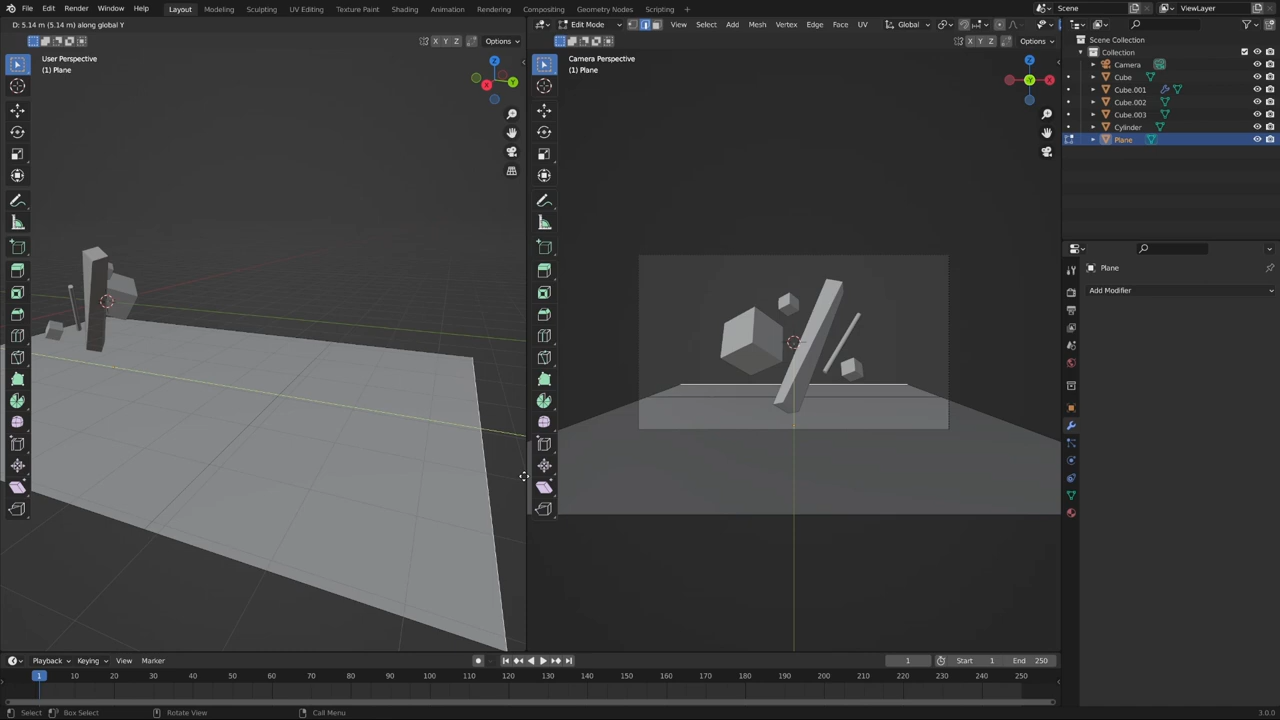 File Edit Render Window Help
Layout Modeling Sculpting UV Editing Texture Paint Shading Animation Rendering Compositing Geometry Nodes Scripting +
Scene
ViewLayer
D: 5.14 m (5.14 m) along global Y
Edit Mode View Select Add Mesh Vertex Edge Face UV Global
X Y Z Options
X Y Z Options
User Perspective
(1) Plane
Camera Perspective
(1) Plane
Z
X
Y
Z
Y
X
Scene Collection
Collection
Camera
Cube
Cube.001
Cube.002
Cube.003
Cylinder
Plane
Plane
Add Modifier
Playback Keying View Marker
1 Start 1 End 250
1 10 20 30 40 50 60 70 80 90 100 110 120 130 140 150 160 170 180 190 200 210 220 230 240 250
Select Box Select Rotate View Call Menu
3.0.0